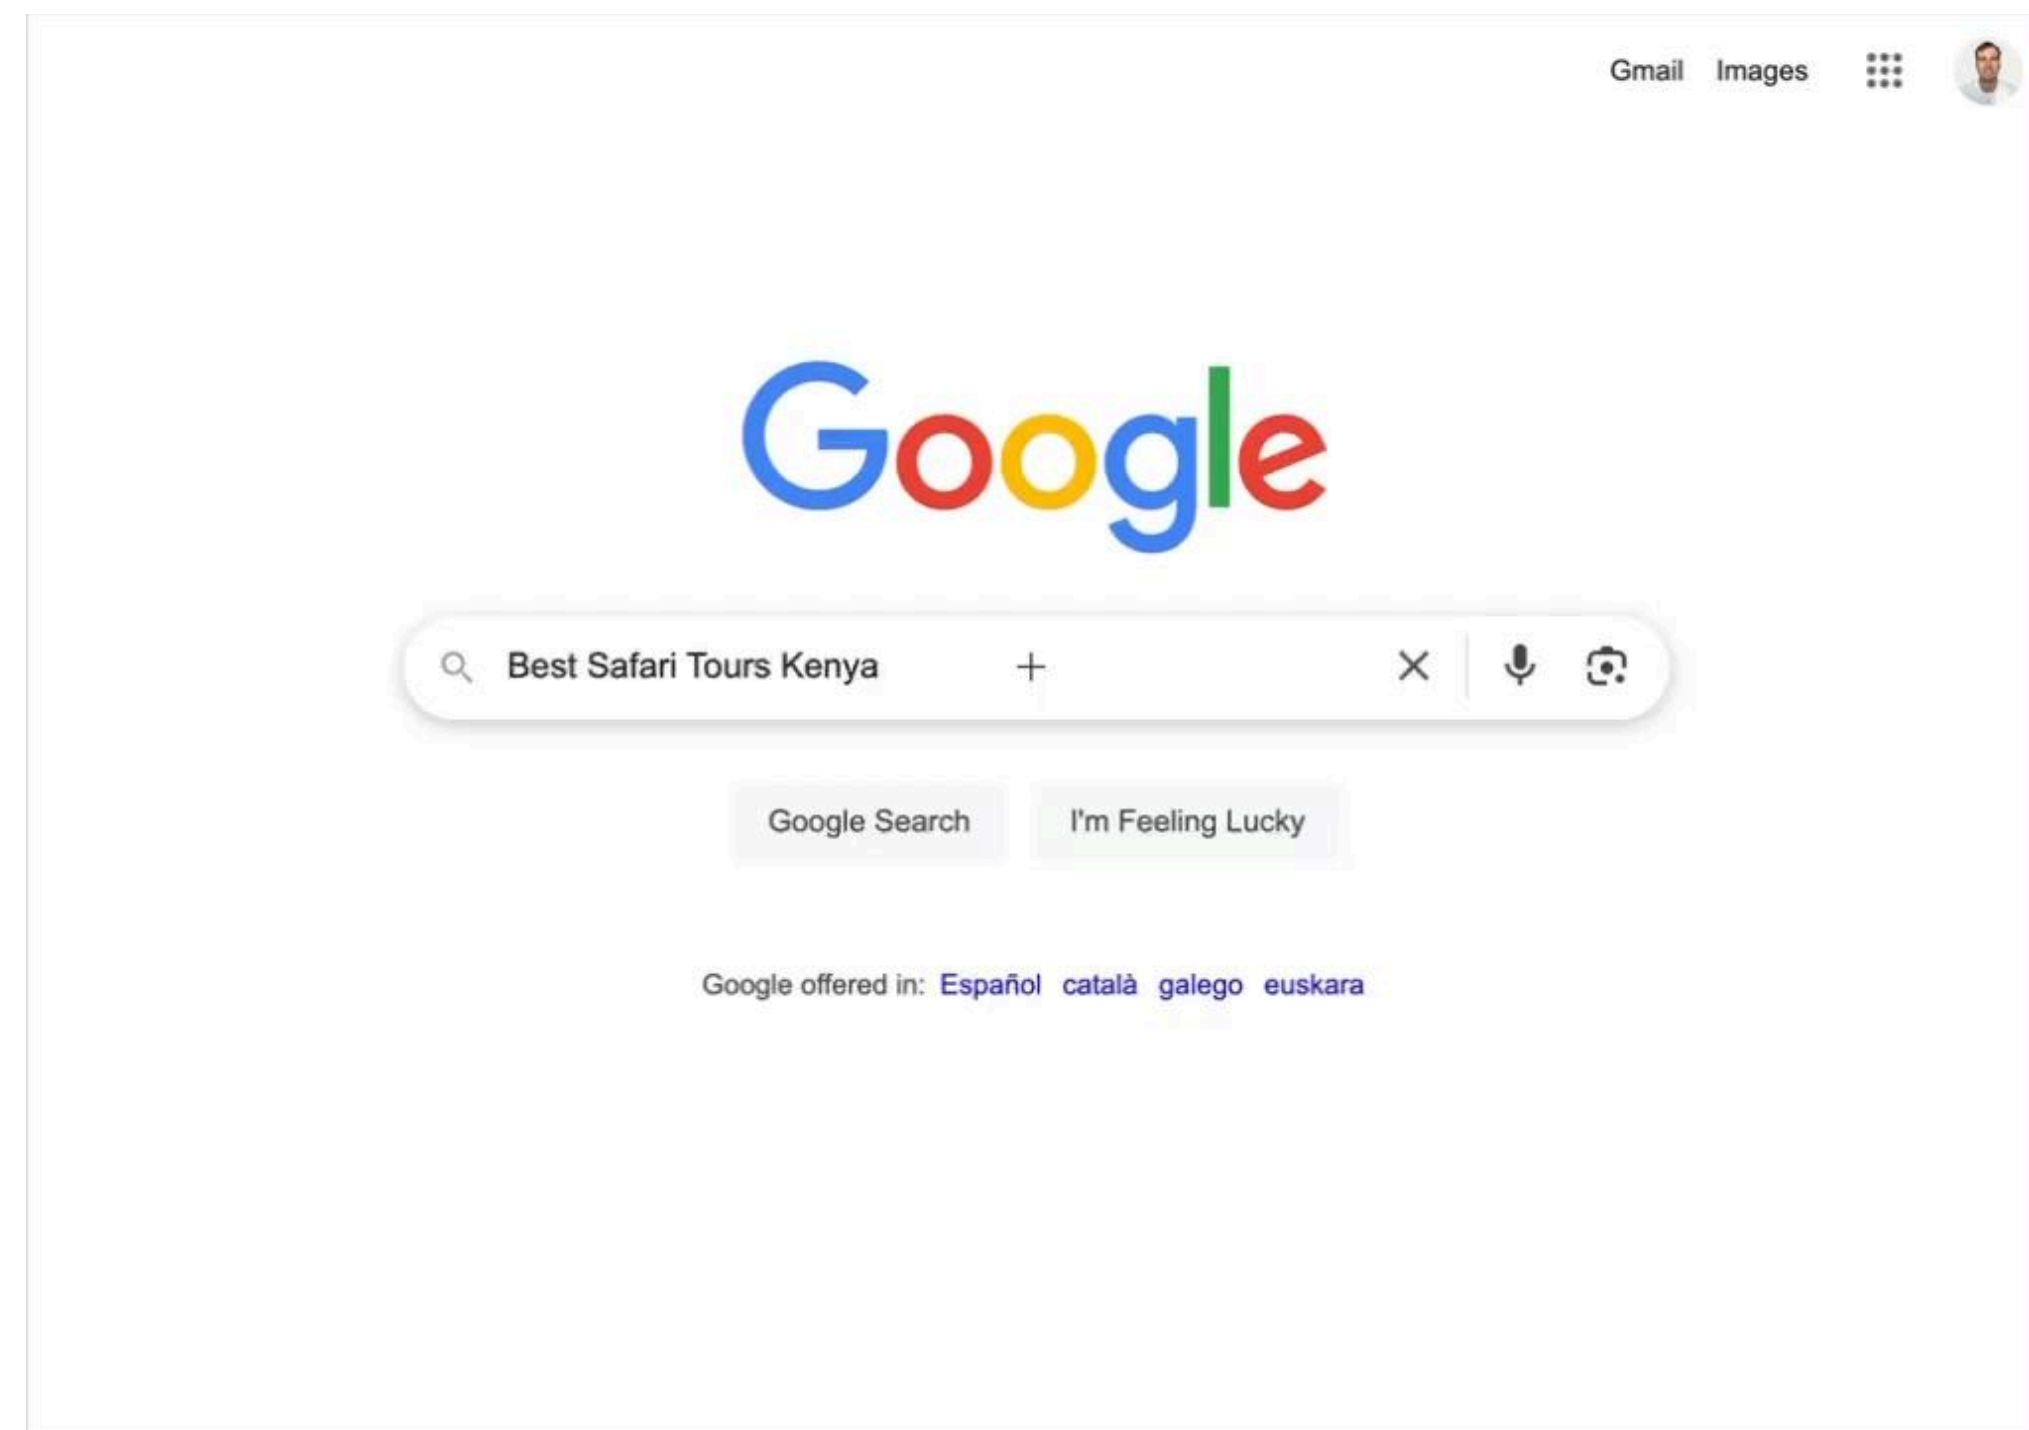 Gmail Images
Google
Best Safari Tours Kenya
Google Search I'm Feeling Lucky
Google offered in: Español català galego euskara